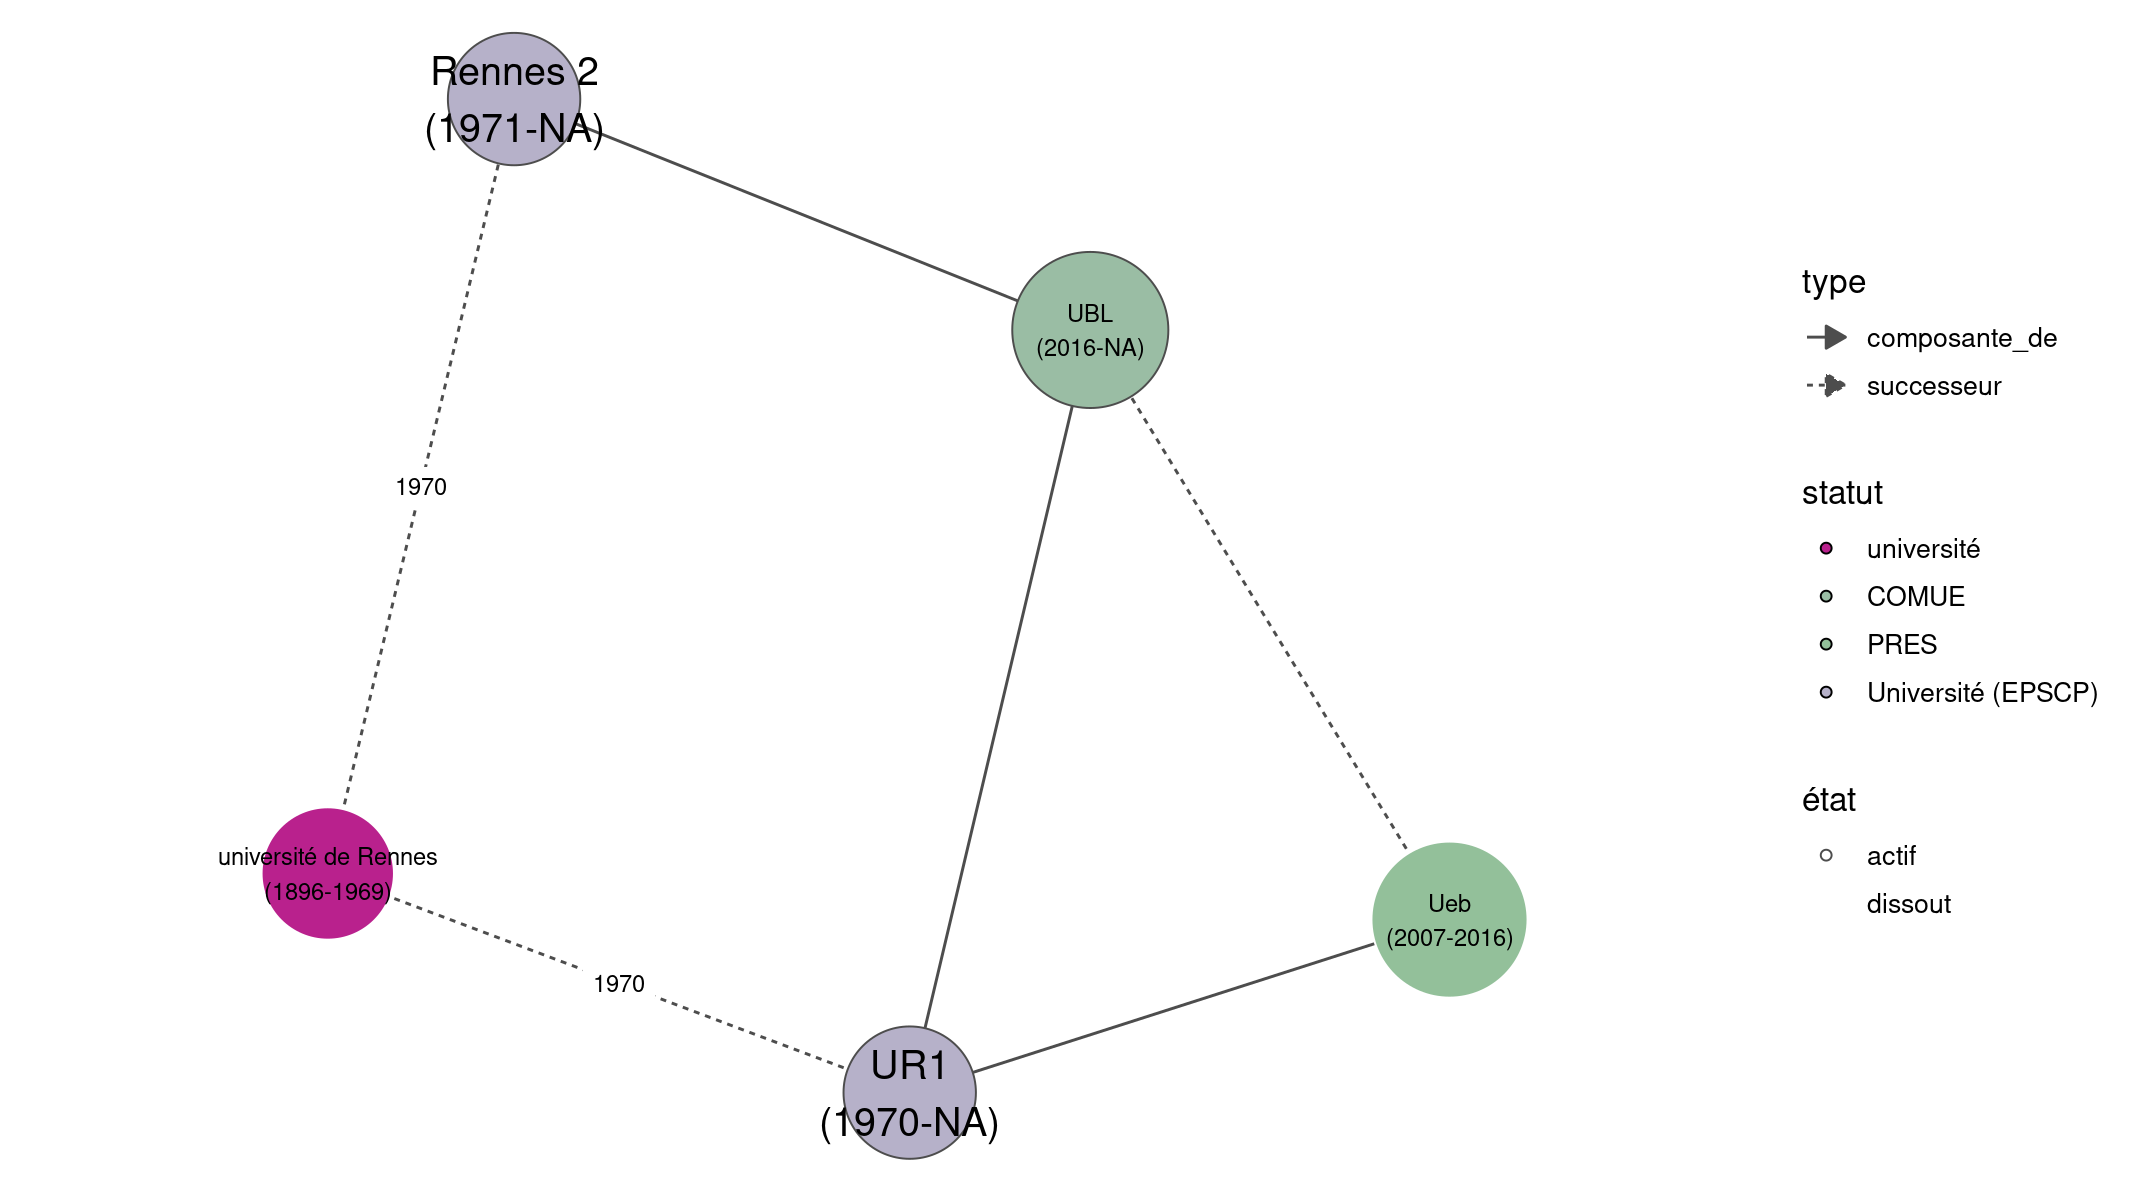 Rennes 2
(1971-NA)
UBL
(2016-NA)
1970
université de Rennes
(1896-1969)
Ueb
(2007-2016)
1970
UR1
(1970-NA)
type
composante_de
successeur
statut
université
COMUE
PRES
Université (EPSCP)
état
actif
dissout